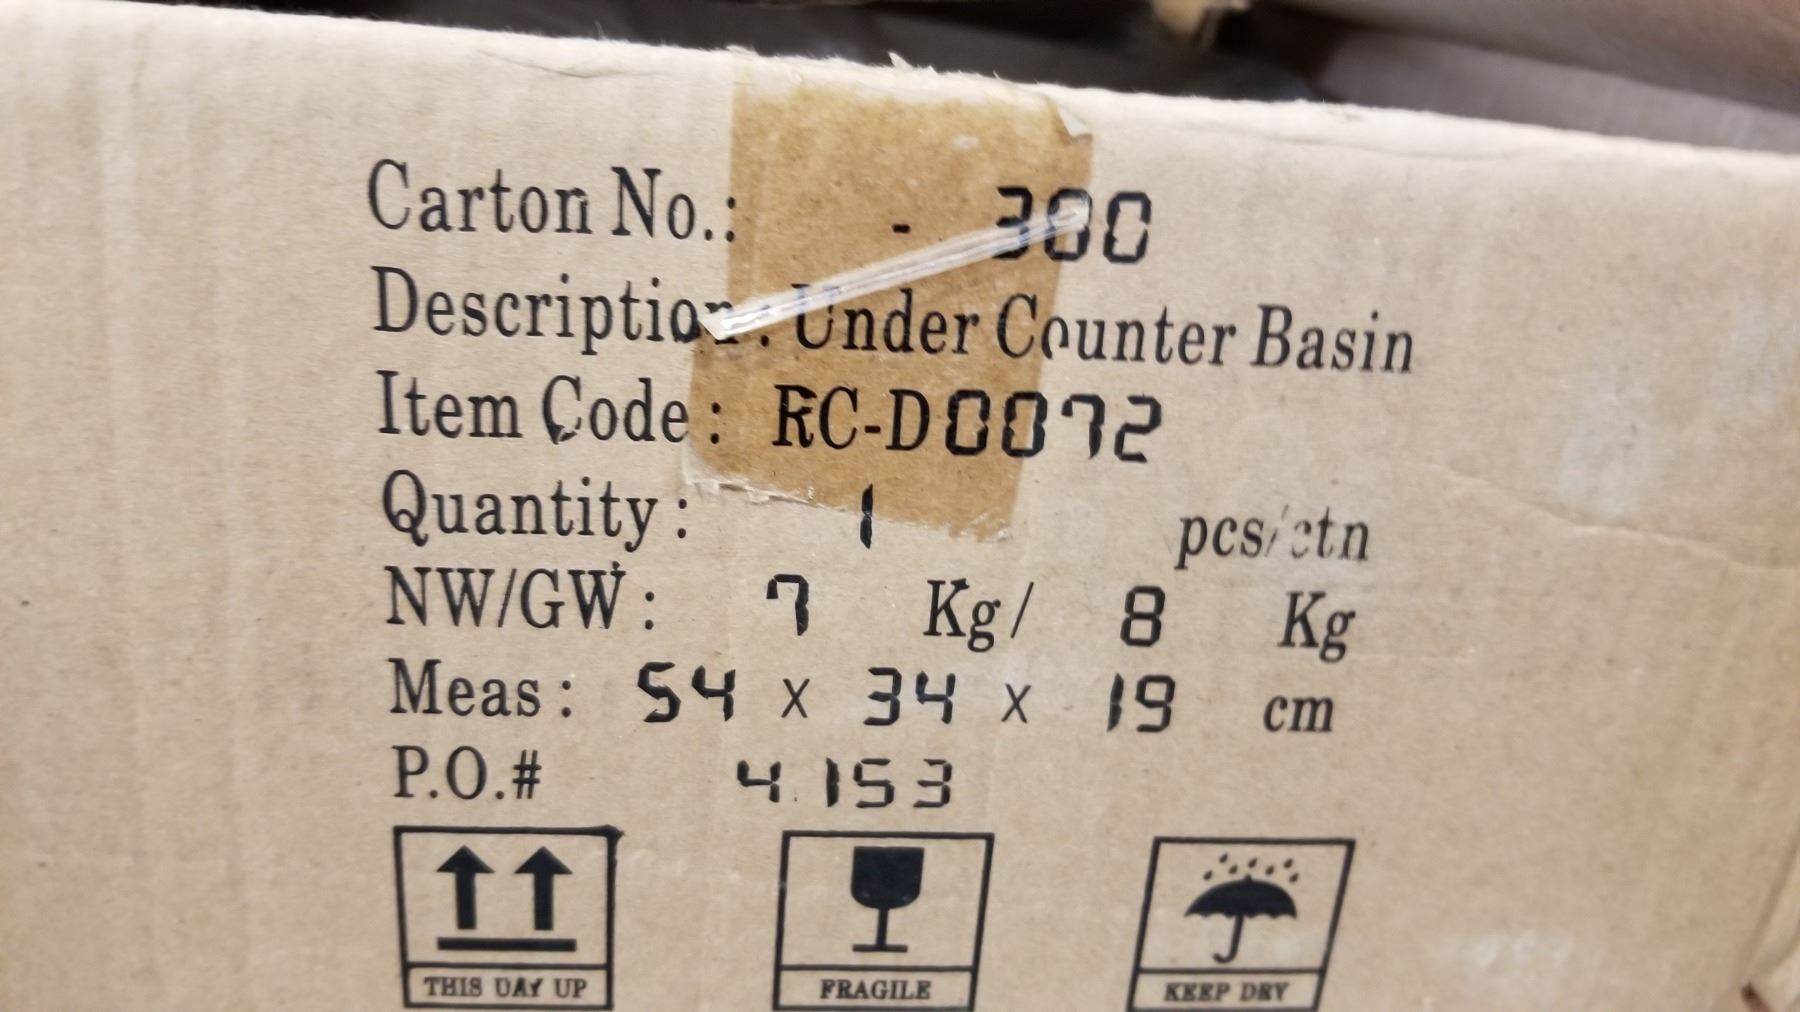 Carton No.: - 300
Description: Under Counter Basin
Item Code: RC-D0072
Quantity: 1 pcs/ctn
NW/GW: 7 Kg/ 8 Kg
Meas: 54 x 34 x 19 cm
P.O.# 4153
THIS UAY UP
FRAGILE
KEEP DRY